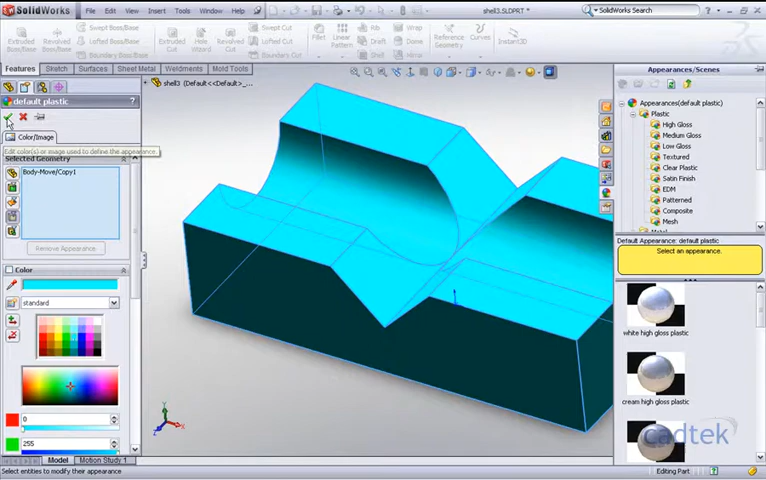 SolidWorks
File Edit View Insert Tools Window Help
shell3.SLDPRT *
SolidWorks Search
Extruded Boss/Base
Revolved Boss/Base
Swept Boss/Base
Lofted Boss/Base
Boundary Boss/Base
Extruded Cut
Hole Wizard
Revolved Cut
Swept Cut
Lofted Cut
Boundary Cut
Fillet
Linear Pattern
Rib
Draft
Shell
Wrap
Dome
Mirror
Reference Geometry
Curves
Instant3D
Features Sketch Surfaces Sheet Metal Weldments Mold Tools
shell3 (Default<<Default>_...
default plastic ?
Color/Image
Edit color(s) or image used to define the appearance.
Selected Geometry
Body-Move/Copy1
Remove Appearance
Color
standard
0
255
Appearances/Scenes
Appearances(default plastic)
Plastic
High Gloss
Medium Gloss
Low Gloss
Textured
Clear Plastic
Satin Finish
EDM
Patterned
Composite
Mesh
Metal
Default Appearance: default plastic
Select an appearance.
white high gloss plastic
cream high gloss plastic
cadtek
Y
X
Z
Model Motion Study 1
Select entities to modify their appearance
Editing Part